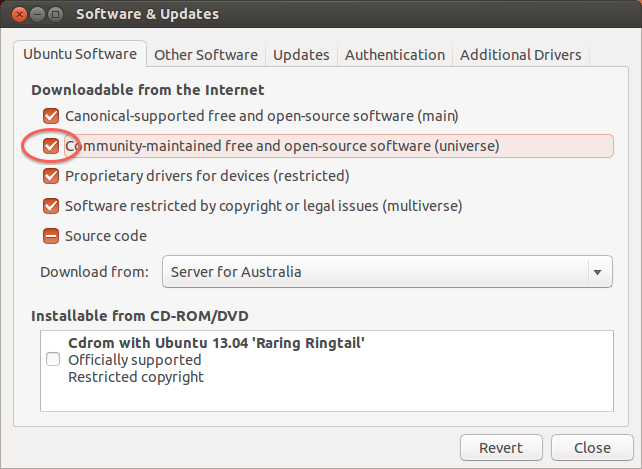 Software & Updates
Ubuntu Software
Other Software
Updates
Authentication
Additional Drivers
Downloadable from the Internet
Canonical-supported free and open-source software (main)
Community-maintained free and open-source software (universe)
Proprietary drivers for devices (restricted)
Software restricted by copyright or legal issues (multiverse)
Source code
Download from: Server for Australia
Installable from CD-ROM/DVD
Cdrom with Ubuntu 13.04 'Raring Ringtail'
Officially supported
Restricted copyright
Revert
Close